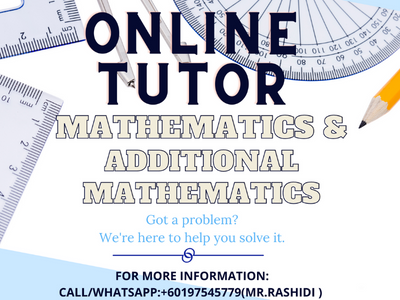 ONLINE
TUTOR
MATHEMATICS &
ADDITIONAL
MATHEMATICS
Got a problem?
We're here to help you solve it.
FOR MORE INFORMATION:
CALL/WHATSAPP:+60197545779(MR.RASHIDI )